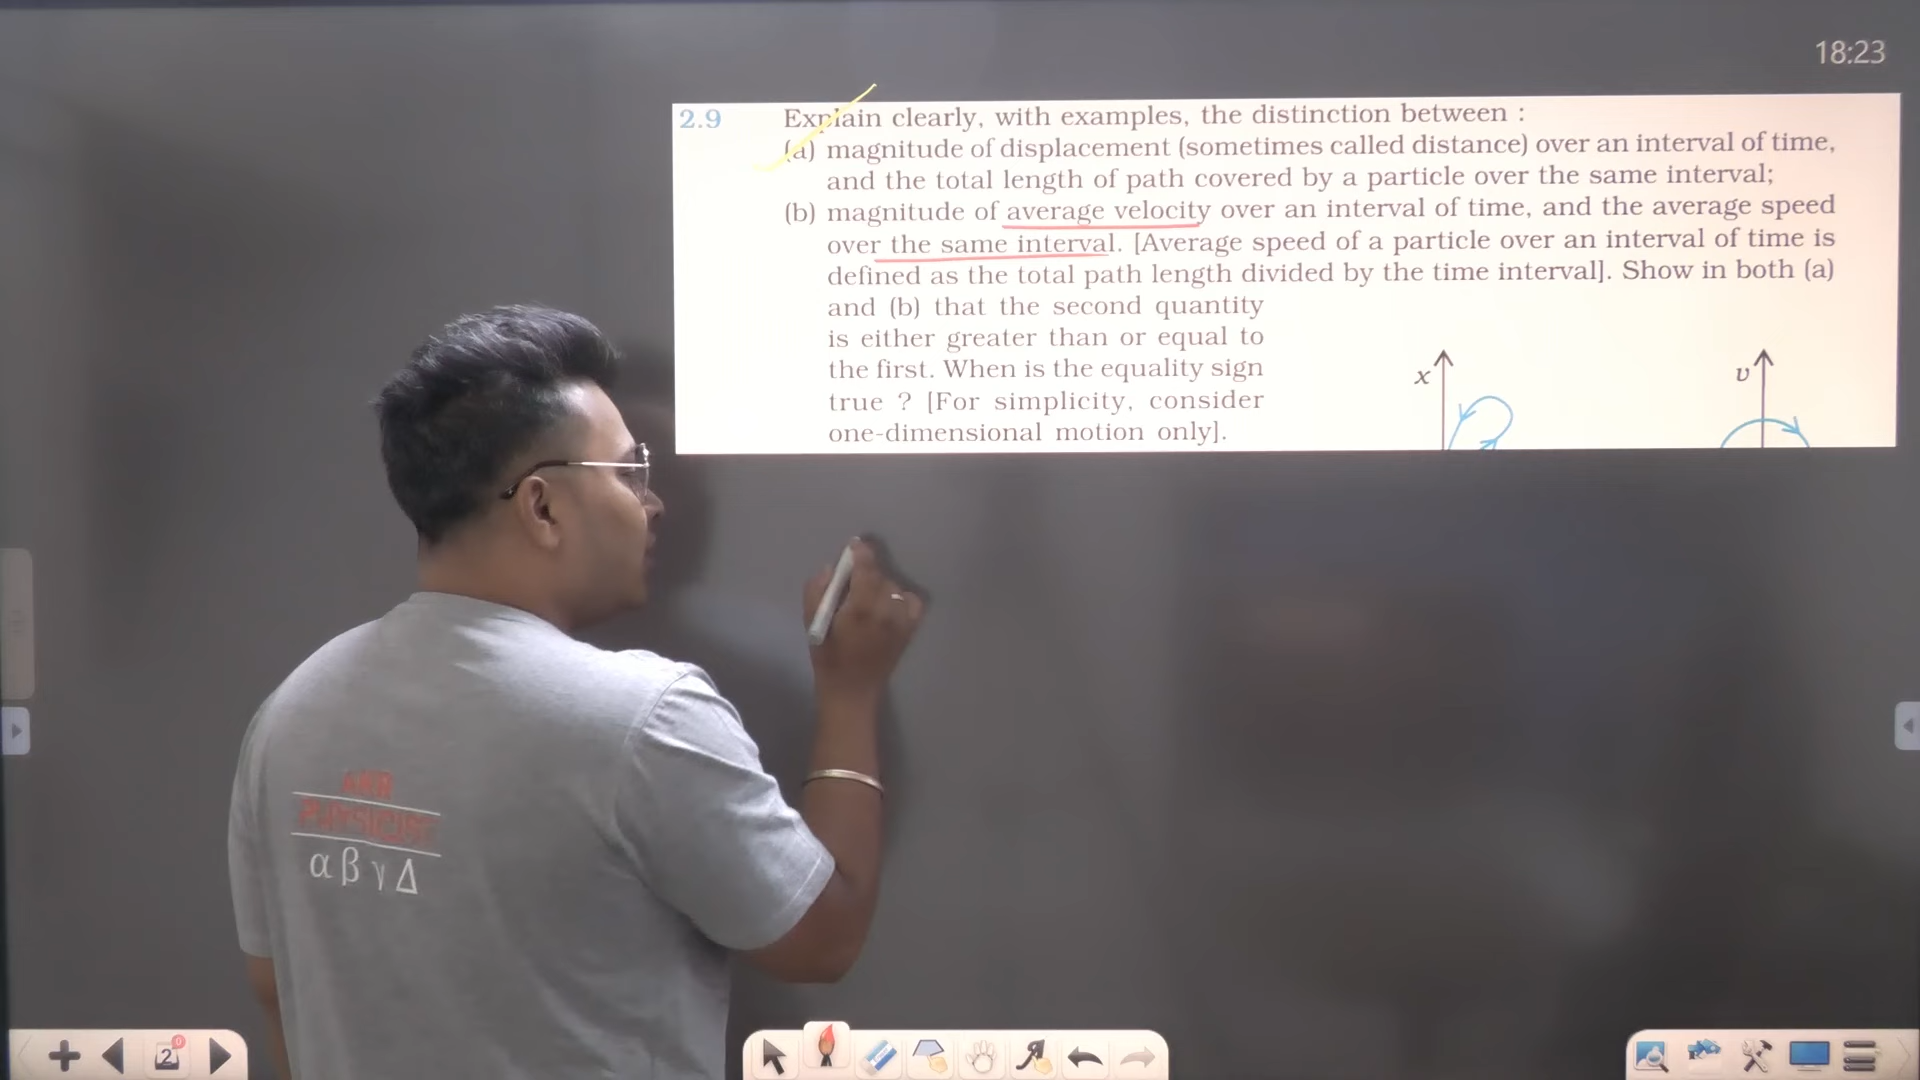 18:23
2.9 Explain clearly, with examples, the distinction between :
(a) magnitude of displacement (sometimes called distance) over an interval of time,
and the total length of path covered by a particle over the same interval;
(b) magnitude of average velocity over an interval of time, and the average speed
over the same interval. [Average speed of a particle over an interval of time is
defined as the total path length divided by the time interval]. Show in both (a)
and (b) that the second quantity
is either greater than or equal to
the first. When is the equality sign
true ? [For simplicity, consider
one-dimensional motion only].
x
v
PHYSICIST
α β γ Δ
2
0